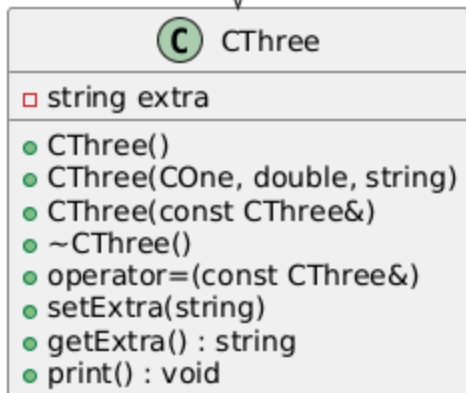 C CThree
string extra
CThree()
CThree(COne, double, string)
CThree(const CThree&)
~CThree()
operator=(const CThree&)
setExtra(string)
getExtra() : string
print() : void